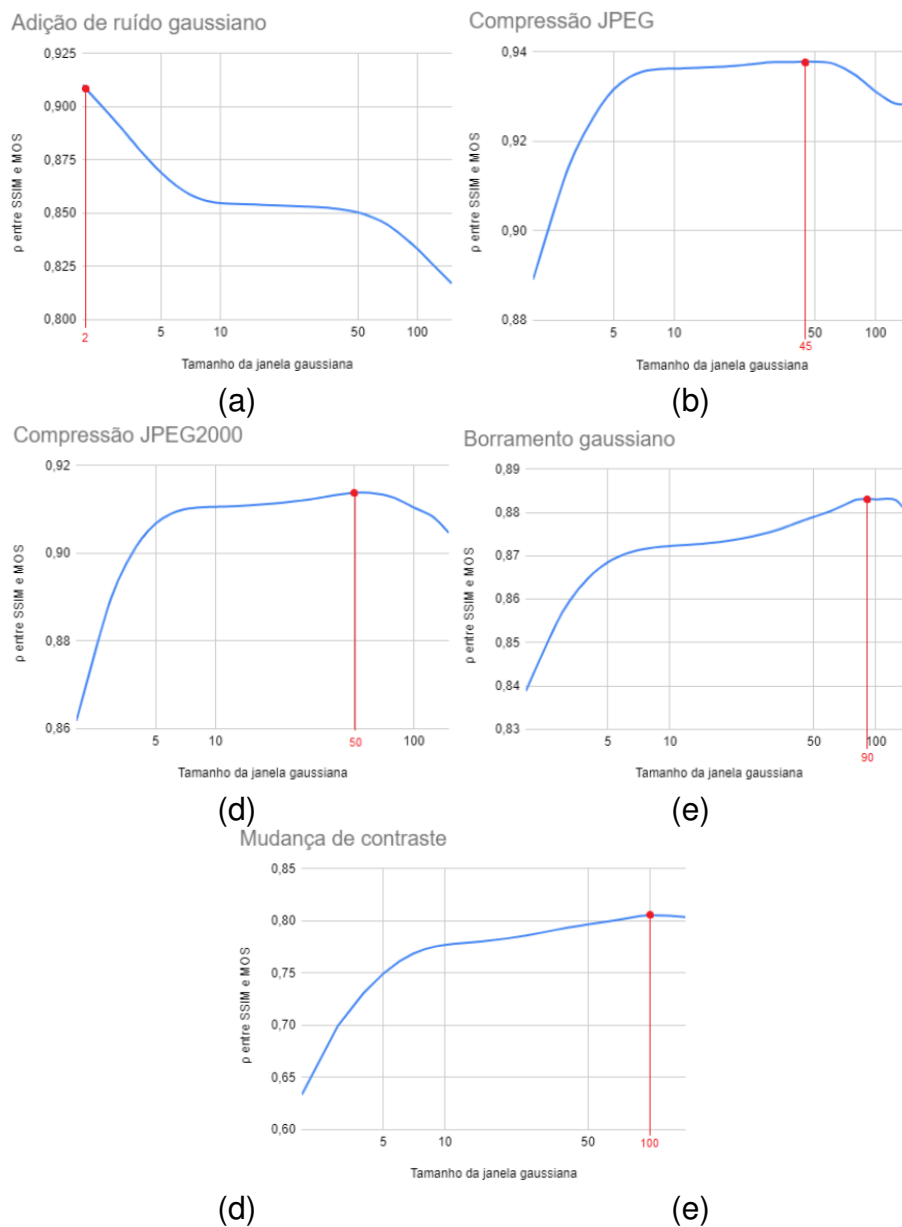 Adição de ruído gaussiano
0,925
0,900
0,875
0,850
0,825
0,800
ρ entre SSIM e MOS
2 5 10 50 100
Tamanho da janela gaussiana
(a)
Compressão JPEG
0,94
0,92
0,90
0,88
ρ entre SSIM e MOS
5 10 45 50 100
Tamanho da janela gaussiana
(b)
Compressão JPEG2000
0,92
0,90
0,88
0,86
ρ entre SSIM e MOS
5 10 50 100
Tamanho da janela gaussiana
(d)
Borramento gaussiano
0,89
0,88
0,87
0,86
0,85
0,84
0,83
ρ entre SSIM e MOS
5 10 50 90 100
Tamanho da janela gaussiana
(e)
Mudança de contraste
0,85
0,80
0,75
0,70
0,65
0,60
ρ entre SSIM e MOS
5 10 50 100
Tamanho da janela gaussiana
(d) (e)